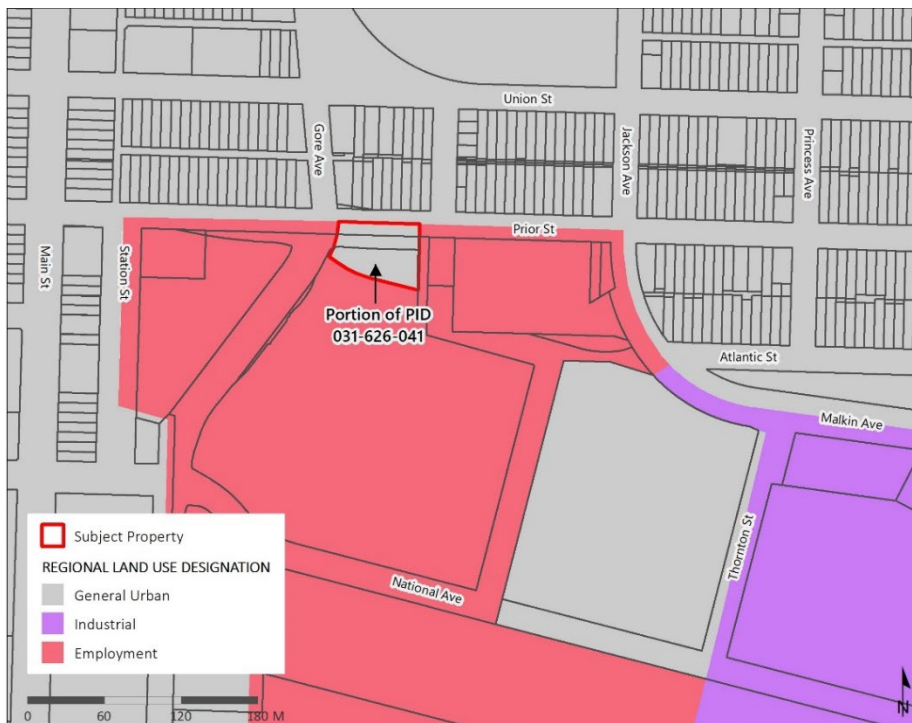 Union St
Gore Ave
Jackson Ave
Princess Ave
Prior St
Main St
Station St
Portion of PID
031-626-041
Atlantic St
Malkin Ave
Thornton St
National Ave
Subject Property
REGIONAL LAND USE DESIGNATION
General Urban
Industrial
Employment
0 60 120 180 M
N